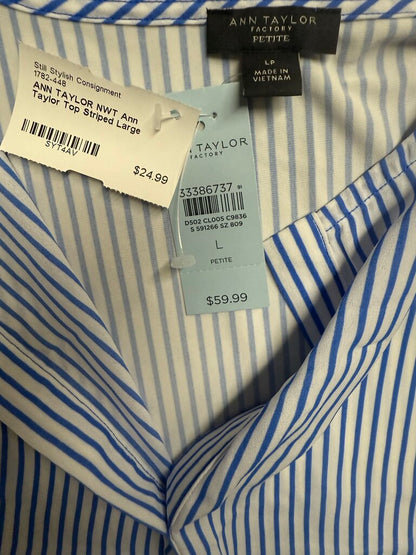 ANN TAYLOR
FACTORY
PETITE
LP
MADE IN
VIETNAM
Still Stylish Consignment
1782-448
ANN TAYLOR NWT Ann
Taylor Top Striped Large
SYT4AV
$24.99
ANN TAYLOR
FACTORY
33386737 91
D502 CL005 C9836
S 591266 SZ 809
L
PETITE
$59.99